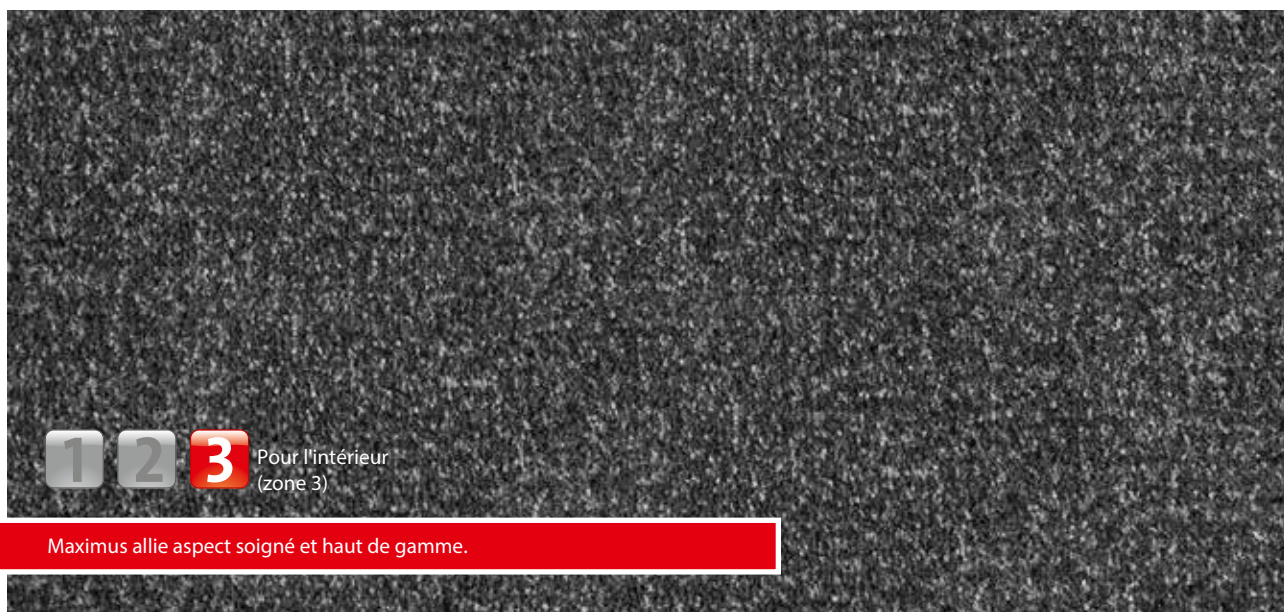 1 2 3 Pour l'intérieur
(zone 3)
Maximus allie aspect soigné et haut de gamme.